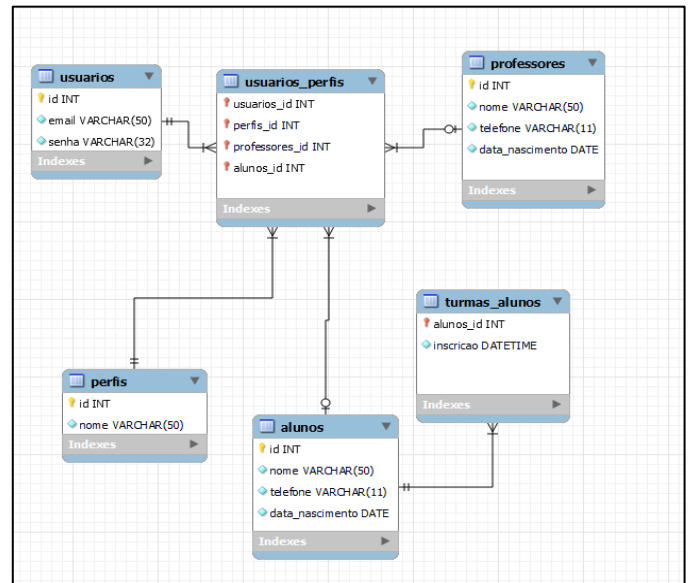 usuarios
id INT
email VARCHAR(50)
senha VARCHAR(32)
Indexes
usuarios_perfis
usuarios_id INT
perfis_id INT
professores_id INT
alunos_id INT
Indexes
professores
id INT
nome VARCHAR(50)
telefone VARCHAR(11)
data_nascimento DATE
Indexes
turmas_alunos
alunos_id INT
inscricao DATETIME
Indexes
perfis
id INT
nome VARCHAR(50)
Indexes
alunos
id INT
nome VARCHAR(50)
telefone VARCHAR(11)
data_nascimento DATE
Indexes